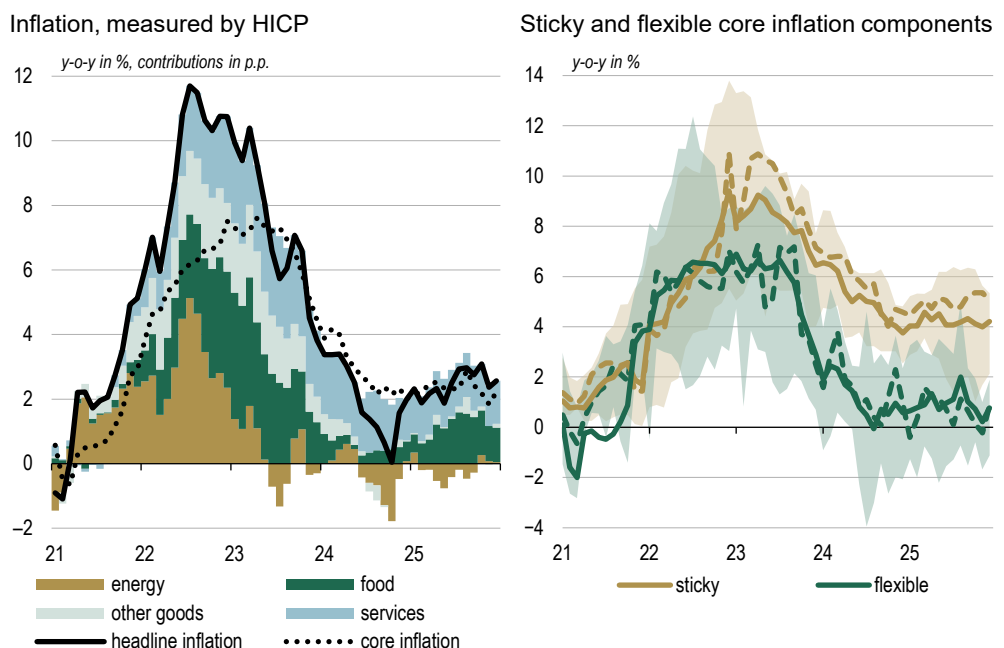 Inflation, measured by HICP
y-o-y in %, contributions in p.p.
12
10
8
6
4
2
0
−2
21 22 23 24 25
energy food
other goods services
headline inflation core inflation
Sticky and flexible core inflation components
y-o-y in %
14
12
10
8
6
4
2
0
−2
−4
21 22 23 24 25
sticky flexible